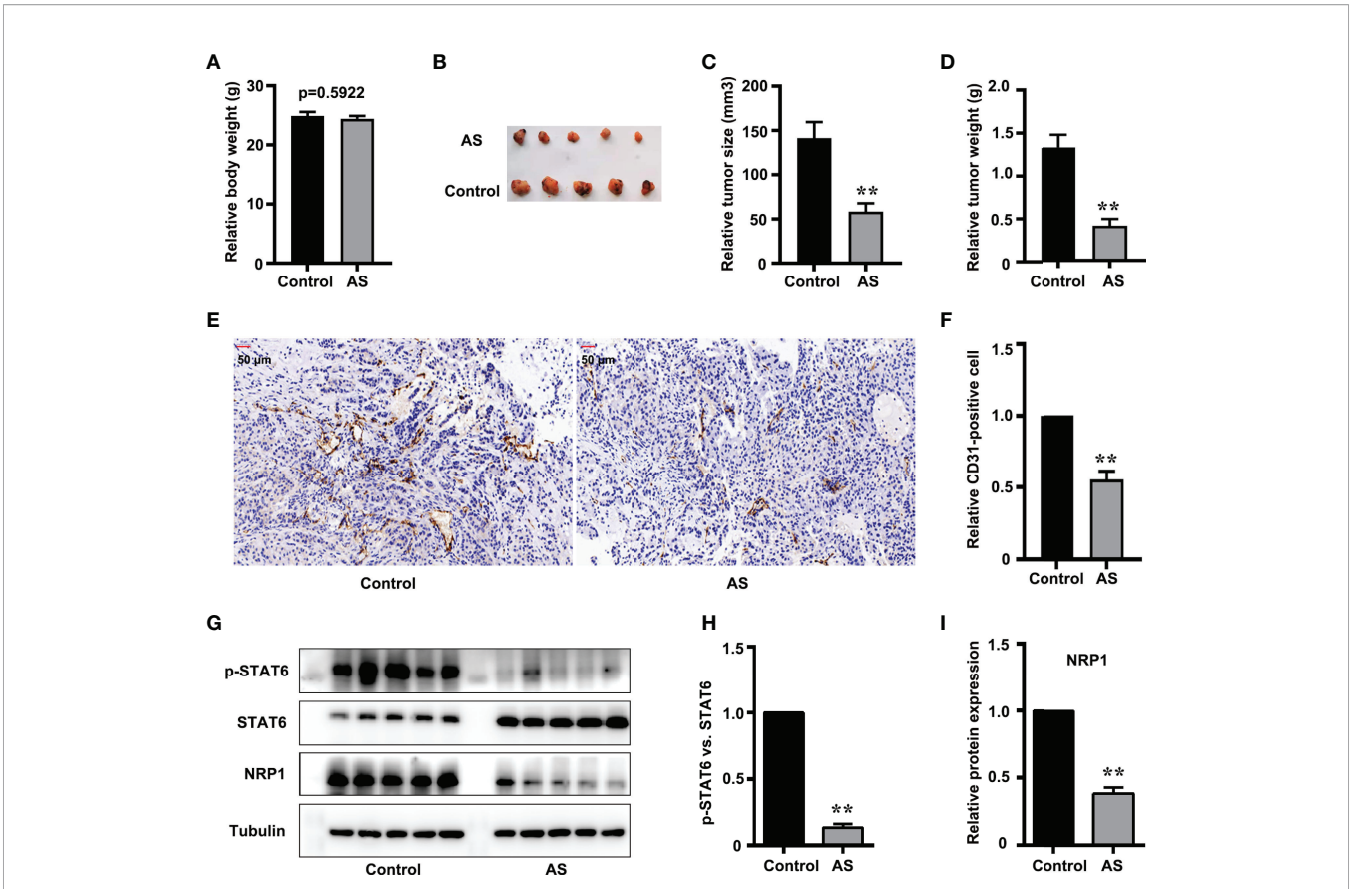 A
Relative body weight (g)
30
20
10
0
p=0.5922
Control AS
B
AS
Control
C
Relative tumor size (mm3)
200
150
100
50
0
**
Control AS
D
Relative tumor weight (g)
2.0
1.5
1.0
0.5
0
**
Control AS
E
50 μm
50 μm
Control
AS
F
Relative CD31-positive cell
1.5
1.0
0.5
0
**
Control AS
G
p-STAT6
STAT6
NRP1
Tubulin
Control
AS
H
p-STAT6 vs. STAT6
1.5
1.0
0.5
0
**
Control AS
I
Relative protein expression
1.5
1.0
0.5
0
NRP1
**
Control AS